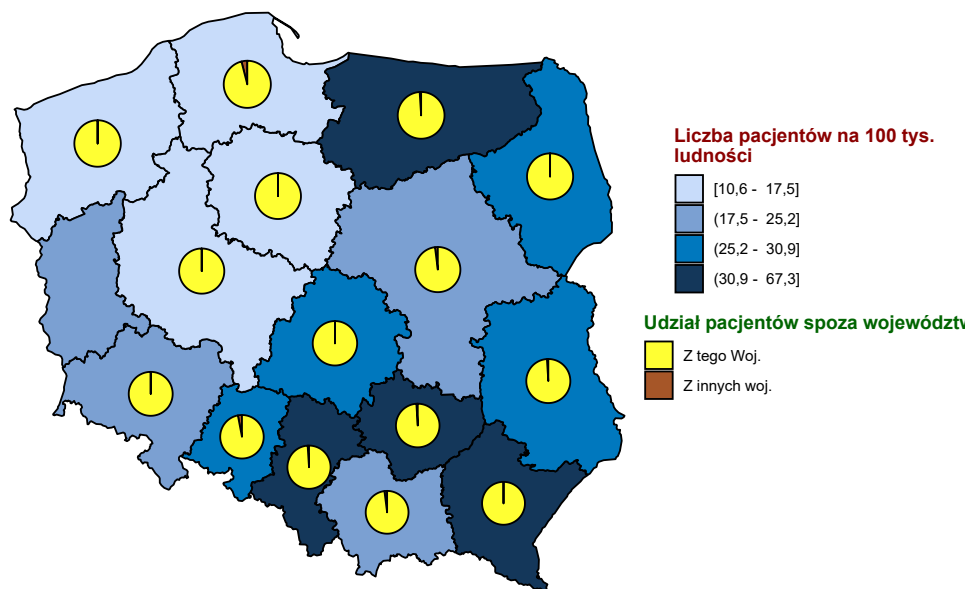 Liczba pacjentów na 100 tys.
ludności
[10,6 - 17,5]
(17,5 - 25,2]
(25,2 - 30,9]
(30,9 - 67,3]
Udział pacjentów spoza województw
Z tego Woj.
Z innych woj.